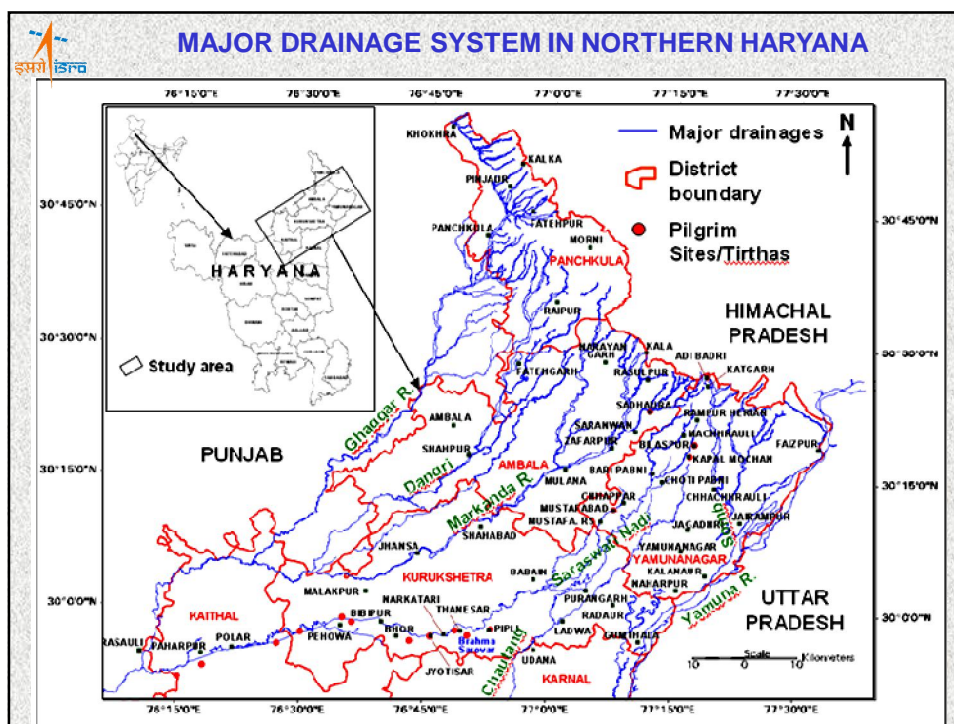 MAJOR DRAINAGE SYSTEM IN NORTHERN HARYANA
इसरो isro
76°15'0"E 76°30'0"E 76°45'0"E 77°0'0"E 77°15'0"E 77°30'0"E
N
Major drainages
District
boundary
Pilgrim
Sites/Tirthas
HARYANA
Study area
30°45'0"N
30°30'0"N
30°15'0"N
30°0'0"N
30°45'0"N
30°30'0"N
30°15'0"N
30°0'0"N
KHOKHRA
KALKA
PINJAUR
FATEHPUR
PANCHKULA
MORNI
PANCHKULA
RAIPUR
HIMACHAL
PRADESH
NARAYAN
GARH
KALA
ADI BADRI
KATGARH
FATEHGARH
RASULPUR
SADHAURA
RAMPUR HERIAN
Ghaggar R.
AMBALA
SARANWAN
HACHHRAULI
FAIZPUR
ZAFARPUR
BILASPUR
KAPAL MOCHAN
PUNJAB
SHAHPUR
Dangri
AMBALA
MULANA
BARI PABNI
CHOTI PABNI
CHHACHHRAULI
Markanda R.
CHHAPPAR
MUSTAFABAD
MUSTAFA. RS
JAGADHRI
JAIRAMPUR
SHAHABAD
Saraswati Nadi
JHANSA
YAMUNANAGAR
YAMUNANAGAR
KURUKSHETRA
BABAIN
KALANAUR
MALAKPUR
NARKATARI
PURANGARH
NAHARPUR
Yamuna R.
UTTAR
PRADESH
KAITHAL
THANESAR
RADAUR
BIBIPUR
PIPLI
LADWA
RASAULI
PAHARPUR
POLAR
PEHOWA
BHOR
Brahma
Sarovar
JYOTISAR
Chautang
UDANA
KARNAL
Scale
10 0 10
Kilometers
76°15'0"E 76°30'0"E 76°45'0"E 77°0'0"E 77°15'0"E 77°30'0"E